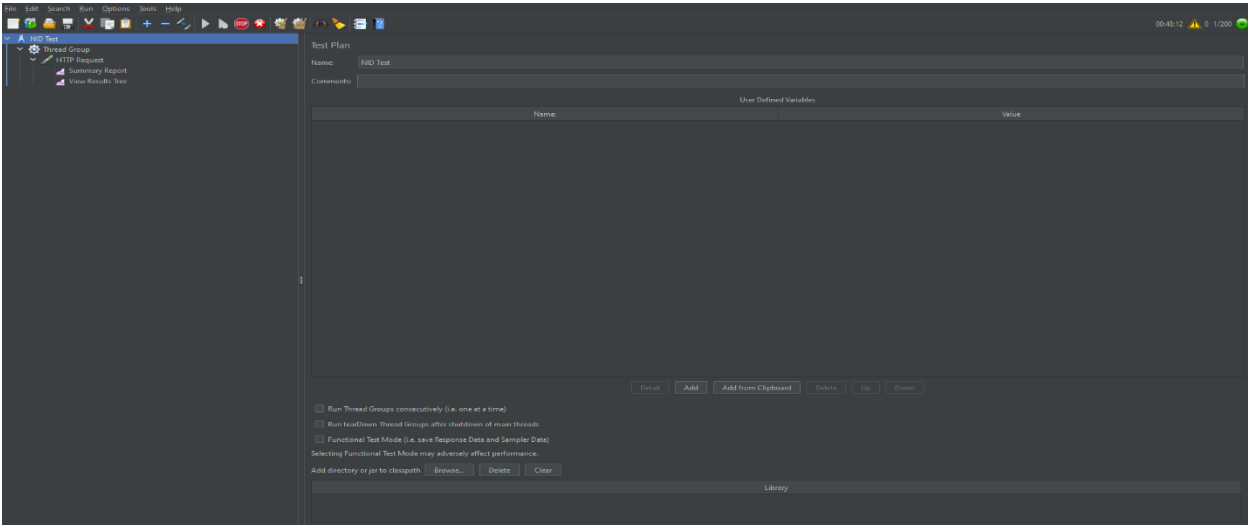 File Edit Search Run Options Tools Help
STOP
00:48:12 0 1/200
NID Test
Thread Group
HTTP Request
Summary Report
View Results Tree
Test Plan
Name: NID Test
Comments:
User Defined Variables
Name: Value
Detail Add Add from Clipboard Delete Up Down
Run Thread Groups consecutively (i.e. one at a time)
Run tearDown Thread Groups after shutdown of main threads
Functional Test Mode (i.e. save Response Data and Sampler Data)
Selecting Functional Test Mode may adversely affect performance.
Add directory or jar to classpath Browse... Delete Clear
Library